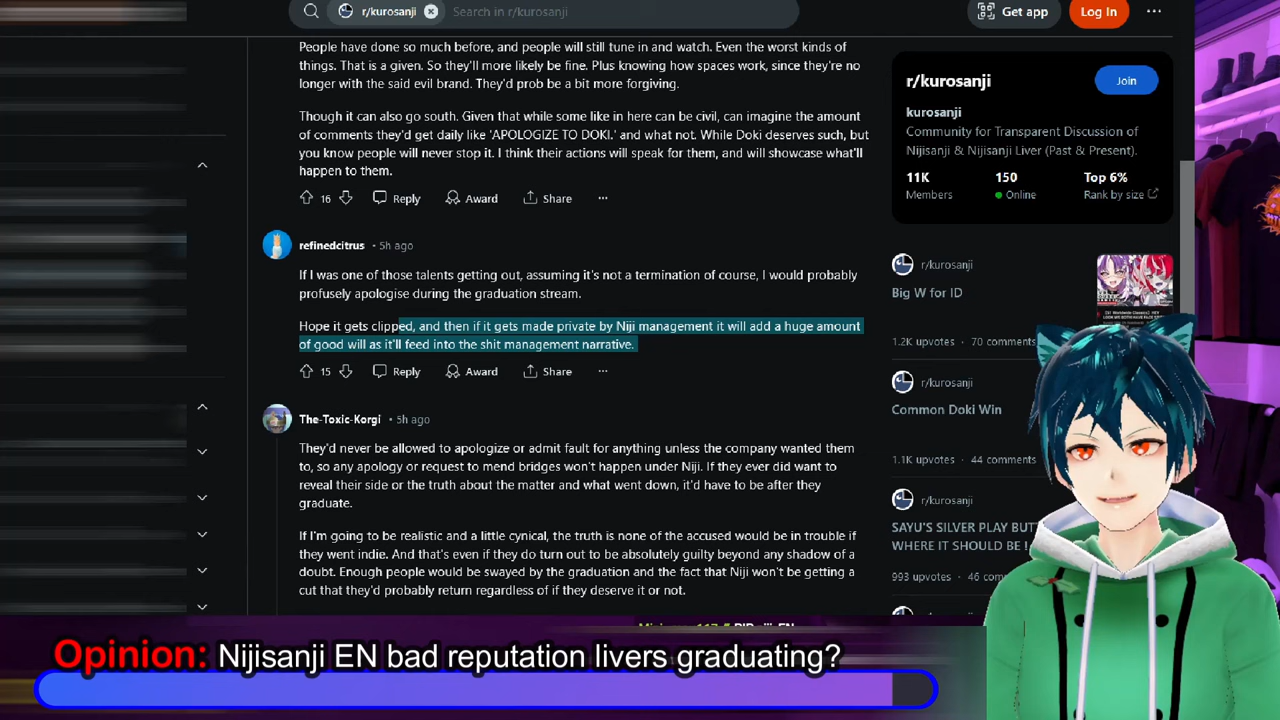 r/kurosanji
Search in r/kurosanji
Get app
Log In
People have done so much before, and people will still tune in and watch. Even the worst kinds of
things. That is a given. So they'll more likely be fine. Plus knowing how spaces work, since they're no
longer with the said evil brand. They'd prob be a bit more forgiving.
Though it can also go south. Given that while some like in here can be civil, can imagine the amount
of comments they'd get daily like 'APOLOGIZE TO DOKI.' and what not. While Doki deserves such, but
you know people will never stop it. I think their actions will speak for them, and will showcase what'll
happen to them.
16
Reply
Award
Share
refinedcitrus • 5h ago
If I was one of those talents getting out, assuming it's not a termination of course, I would probably
profusely apologise during the graduation stream.
Hope it gets clipped, and then if it gets made private by Niji management it will add a huge amount
of good will as it'll feed into the shit management narrative.
15
Reply
Award
Share
The-Toxic-Korgi • 5h ago
They'd never be allowed to apologize or admit fault for anything unless the company wanted them
to, so any apology or request to mend bridges won't happen under Niji. If they ever did want to
reveal their side or the truth about the matter and what went down, it'd have to be after they
graduate.
If I'm going to be realistic and a little cynical, the truth is none of the accused would be in trouble if
they went indie. And that's even if they do turn out to be absolutely guilty beyond any shadow of a
doubt. Enough people would be swayed by the graduation and the fact that Niji won't be getting a
cut that they'd probably return regardless of if they deserve it or not.
r/kurosanji
Join
kurosanji
Community for Transparent Discussion of
Nijisanji & Nijisanji Liver (Past & Present).
11K
150
Top 6%
Members
Online
Rank by size
r/kurosanji
Big W for ID
1.2K upvotes • 70 comments
r/kurosanji
Common Doki Win
1.1K upvotes • 44 comments
r/kurosanji
SAYU'S SILVER PLAY BUTT
WHERE IT SHOULD BE !
993 upvotes • 46 com
Opinion: Nijisanji EN bad reputation livers graduating?